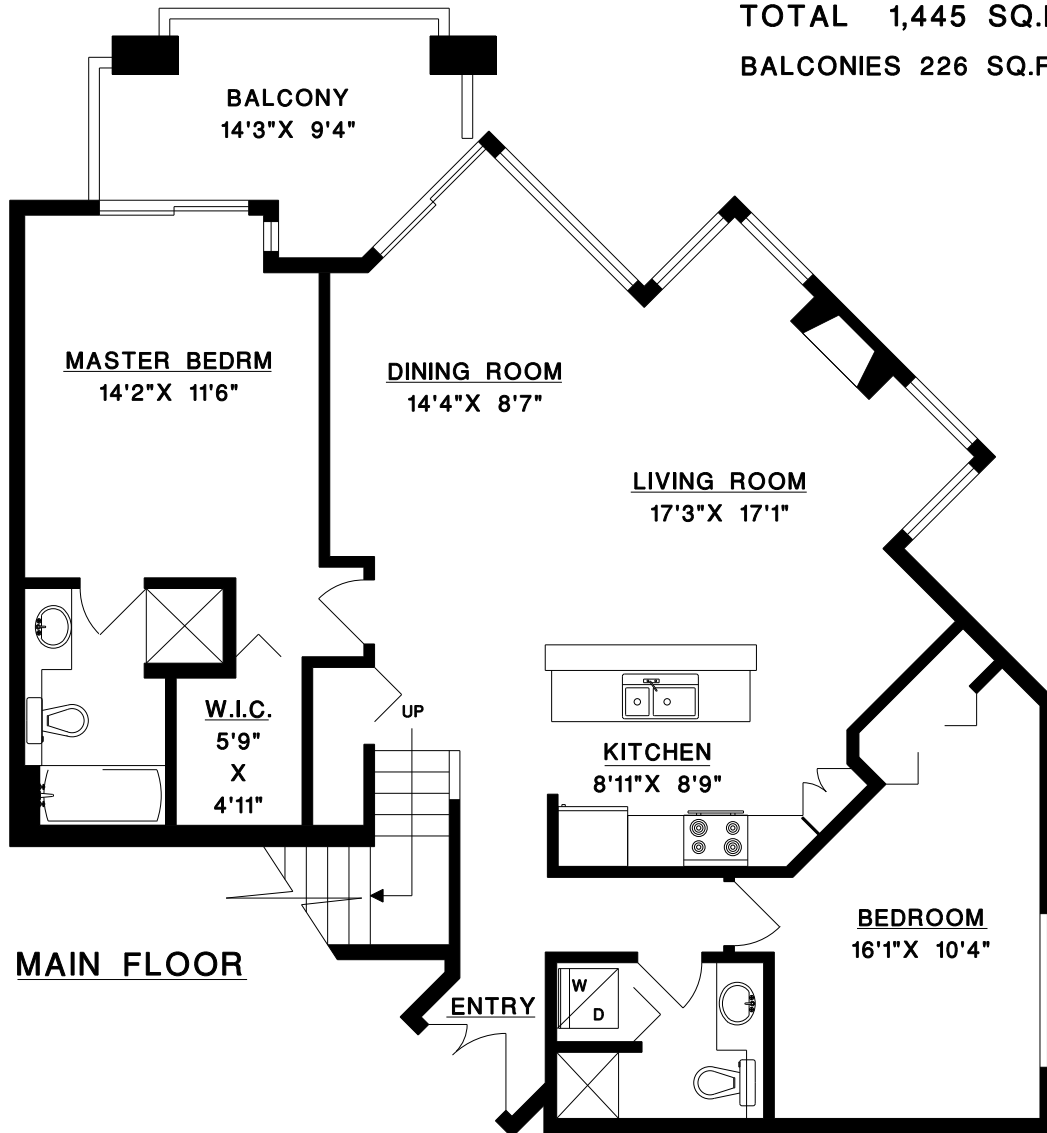 TOTAL 1,445 SQ.
BALCONIES 226 SQ.F
BALCONY
14'3"X 9'4"
MASTER BEDRM
14'2"X 11'6"
DINING ROOM
14'4"X 8'7"
LIVING ROOM
17'3"X 17'1"
W.I.C.
5'9"
X
4'11"
UP
KITCHEN
8'11"X 8'9"
BEDROOM
16'1"X 10'4"
MAIN FLOOR
ENTRY
W
D